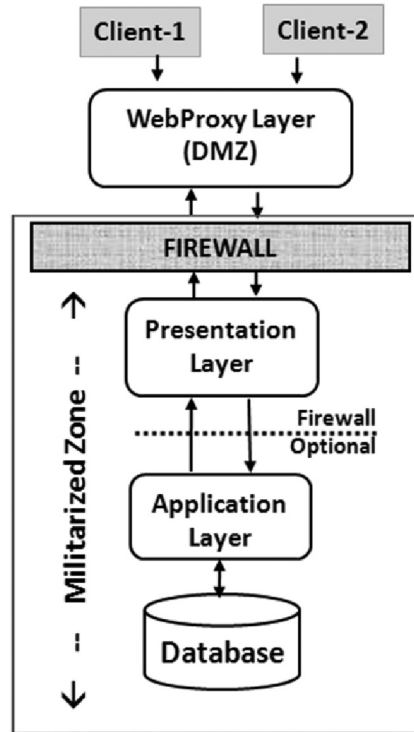 Client-1
Client-2
WebProxy Layer
(DMZ)
FIREWALL
Presentation
Layer
Firewall
Optional
Application
Layer
Database
-- Militarized Zone --